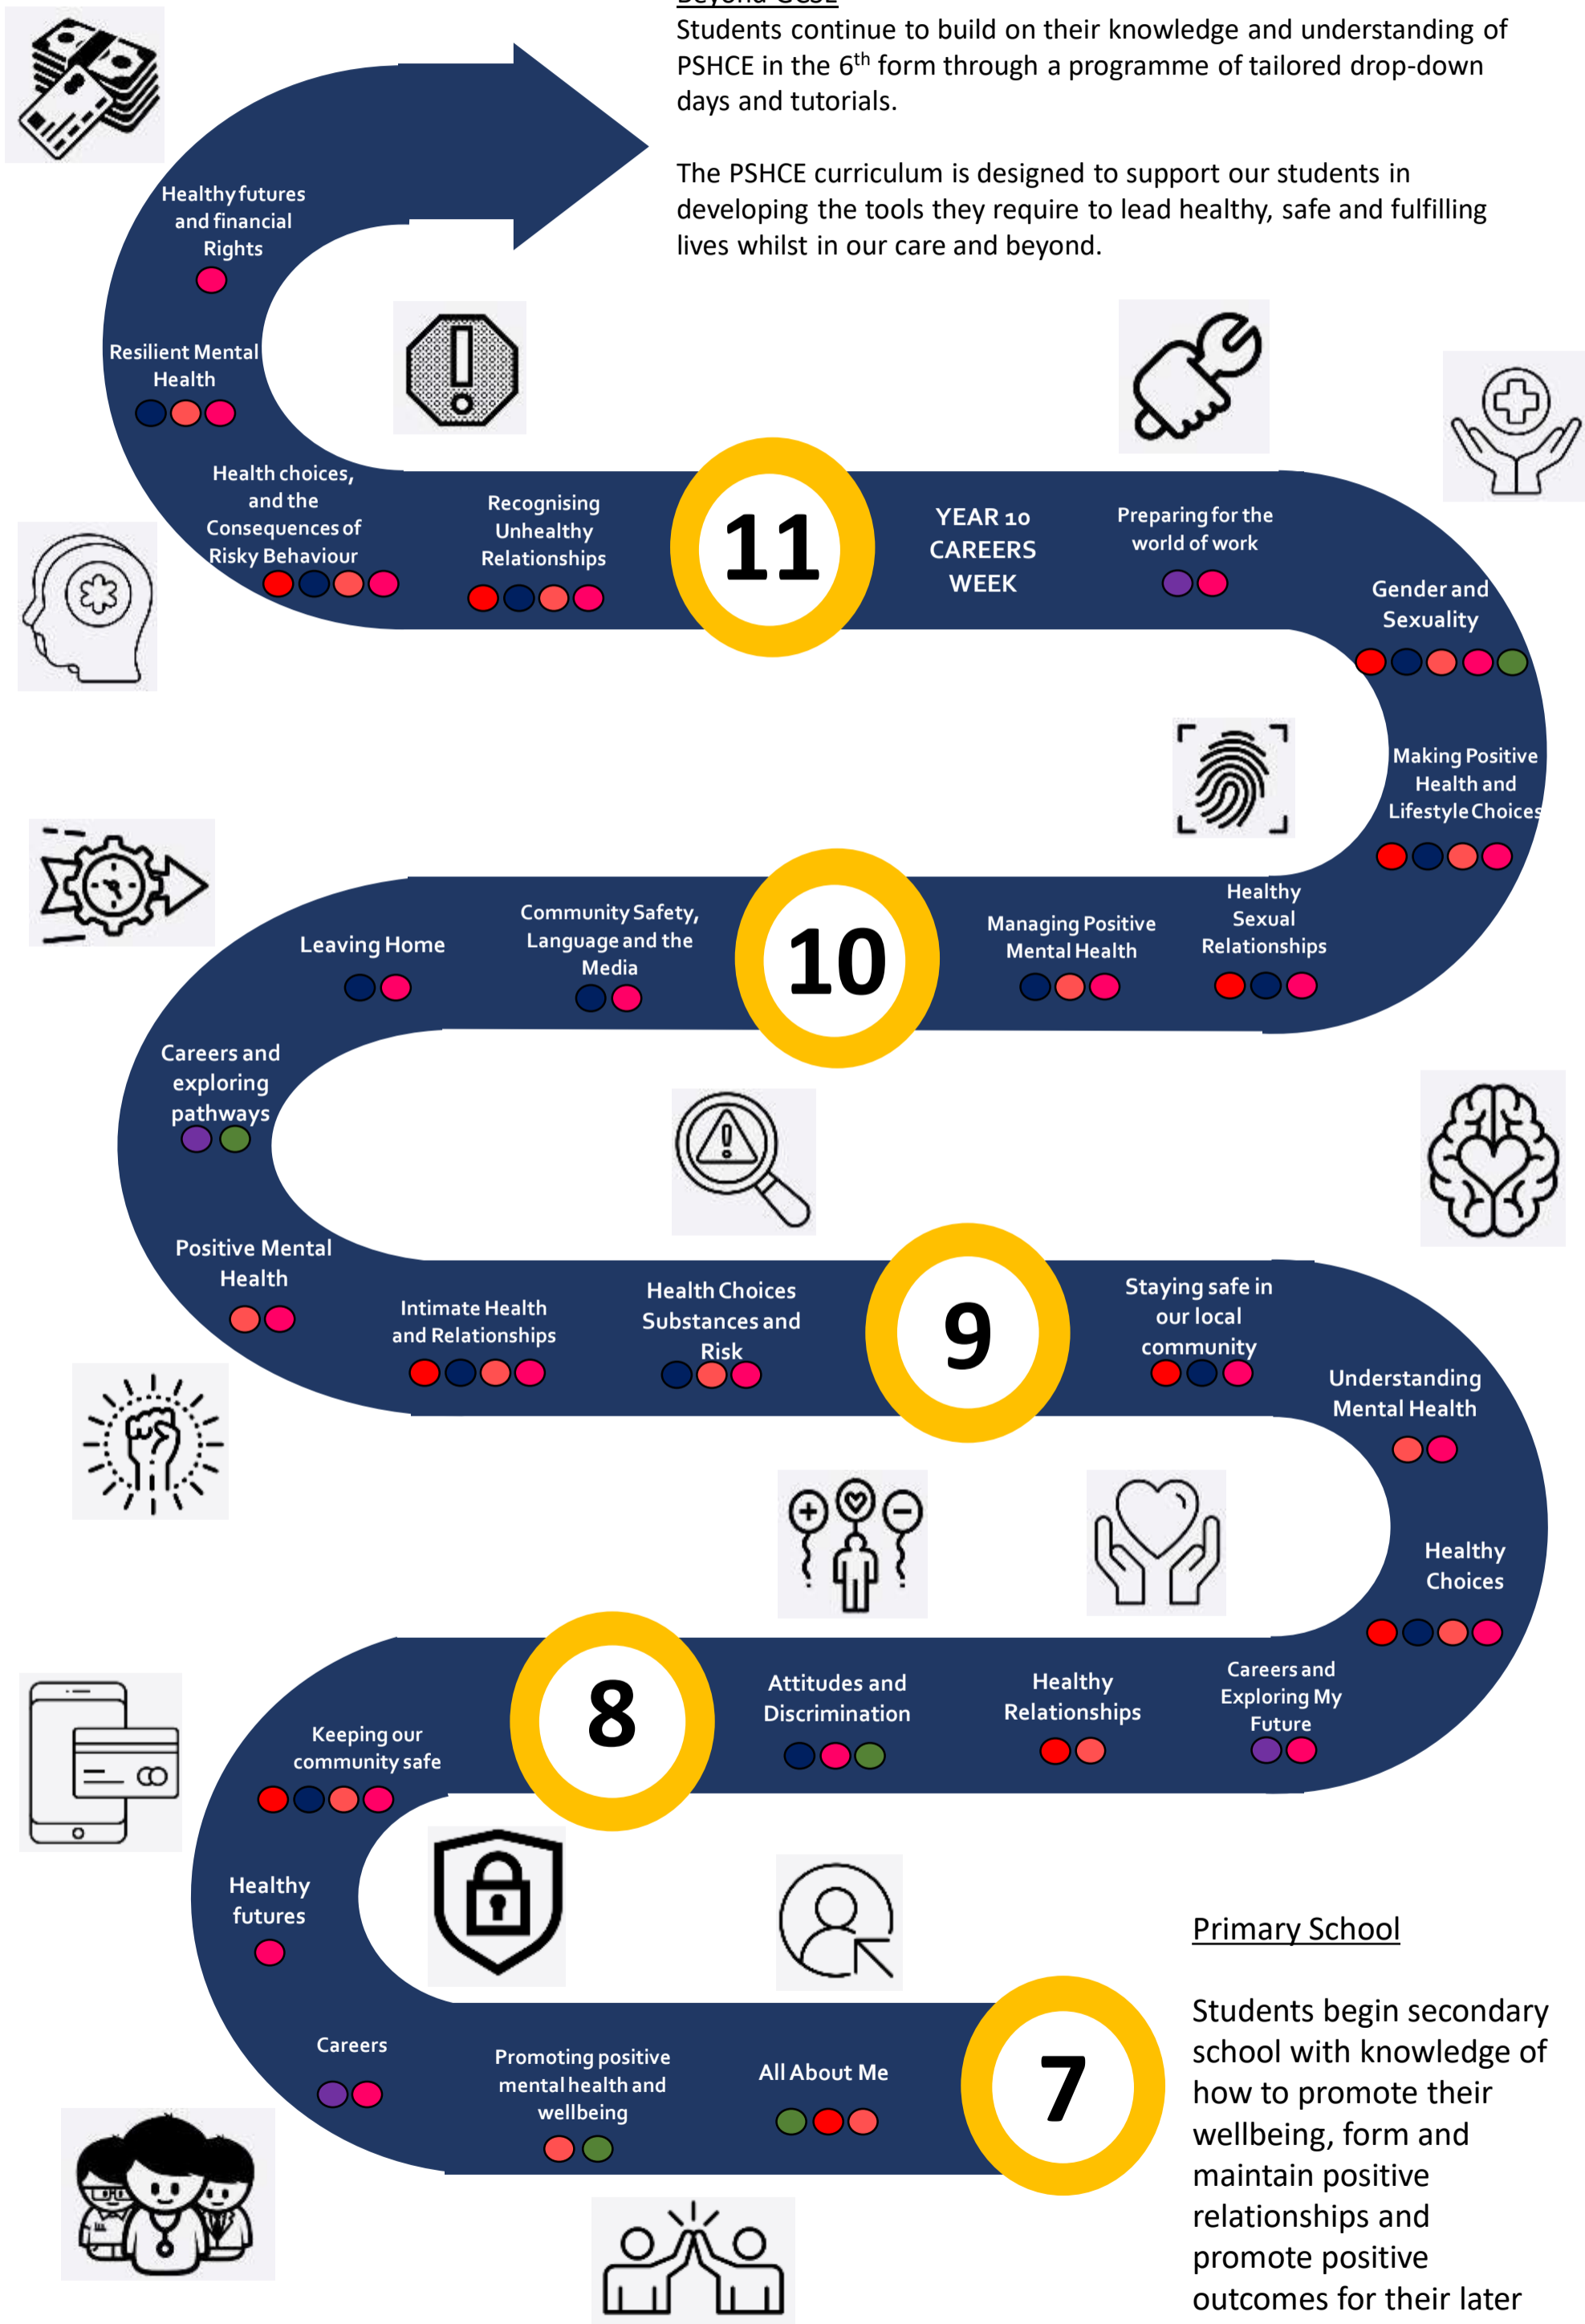 Beyond GCSE
Students continue to build on their knowledge and understanding of
PSHCE in the 6th form through a programme of tailored drop-down
days and tutorials.
The PSHCE curriculum is designed to support our students in
developing the tools they require to lead healthy, safe and fulfilling
lives whilst in our care and beyond.
Healthy futures
and financial
Rights
Resilient Mental
Health
Health choices,
and the
Consequences of
Risky Behaviour
Recognising
Unhealthy
Relationships
11
YEAR 10
CAREERS
WEEK
Preparing for the
world of work
Gender and
Sexuality
Making Positive
Health and
Lifestyle Choices
Healthy
Sexual
Relationships
Managing Positive
Mental Health
10
Community Safety,
Language and the
Media
Leaving Home
Careers and
exploring
pathways
Positive Mental
Health
Intimate Health
and Relationships
Health Choices
Substances and
Risk
9
Staying safe in
our local
community
Understanding
Mental Health
Healthy
Choices
Careers and
Exploring My
Future
Healthy
Relationships
Attitudes and
Discrimination
8
Keeping our
community safe
Healthy
futures
Careers
Promoting positive
mental health and
wellbeing
All About Me
7
Primary School
Students begin secondary
school with knowledge of
how to promote their
wellbeing, form and
maintain positive
relationships and
promote positive
outcomes for their later